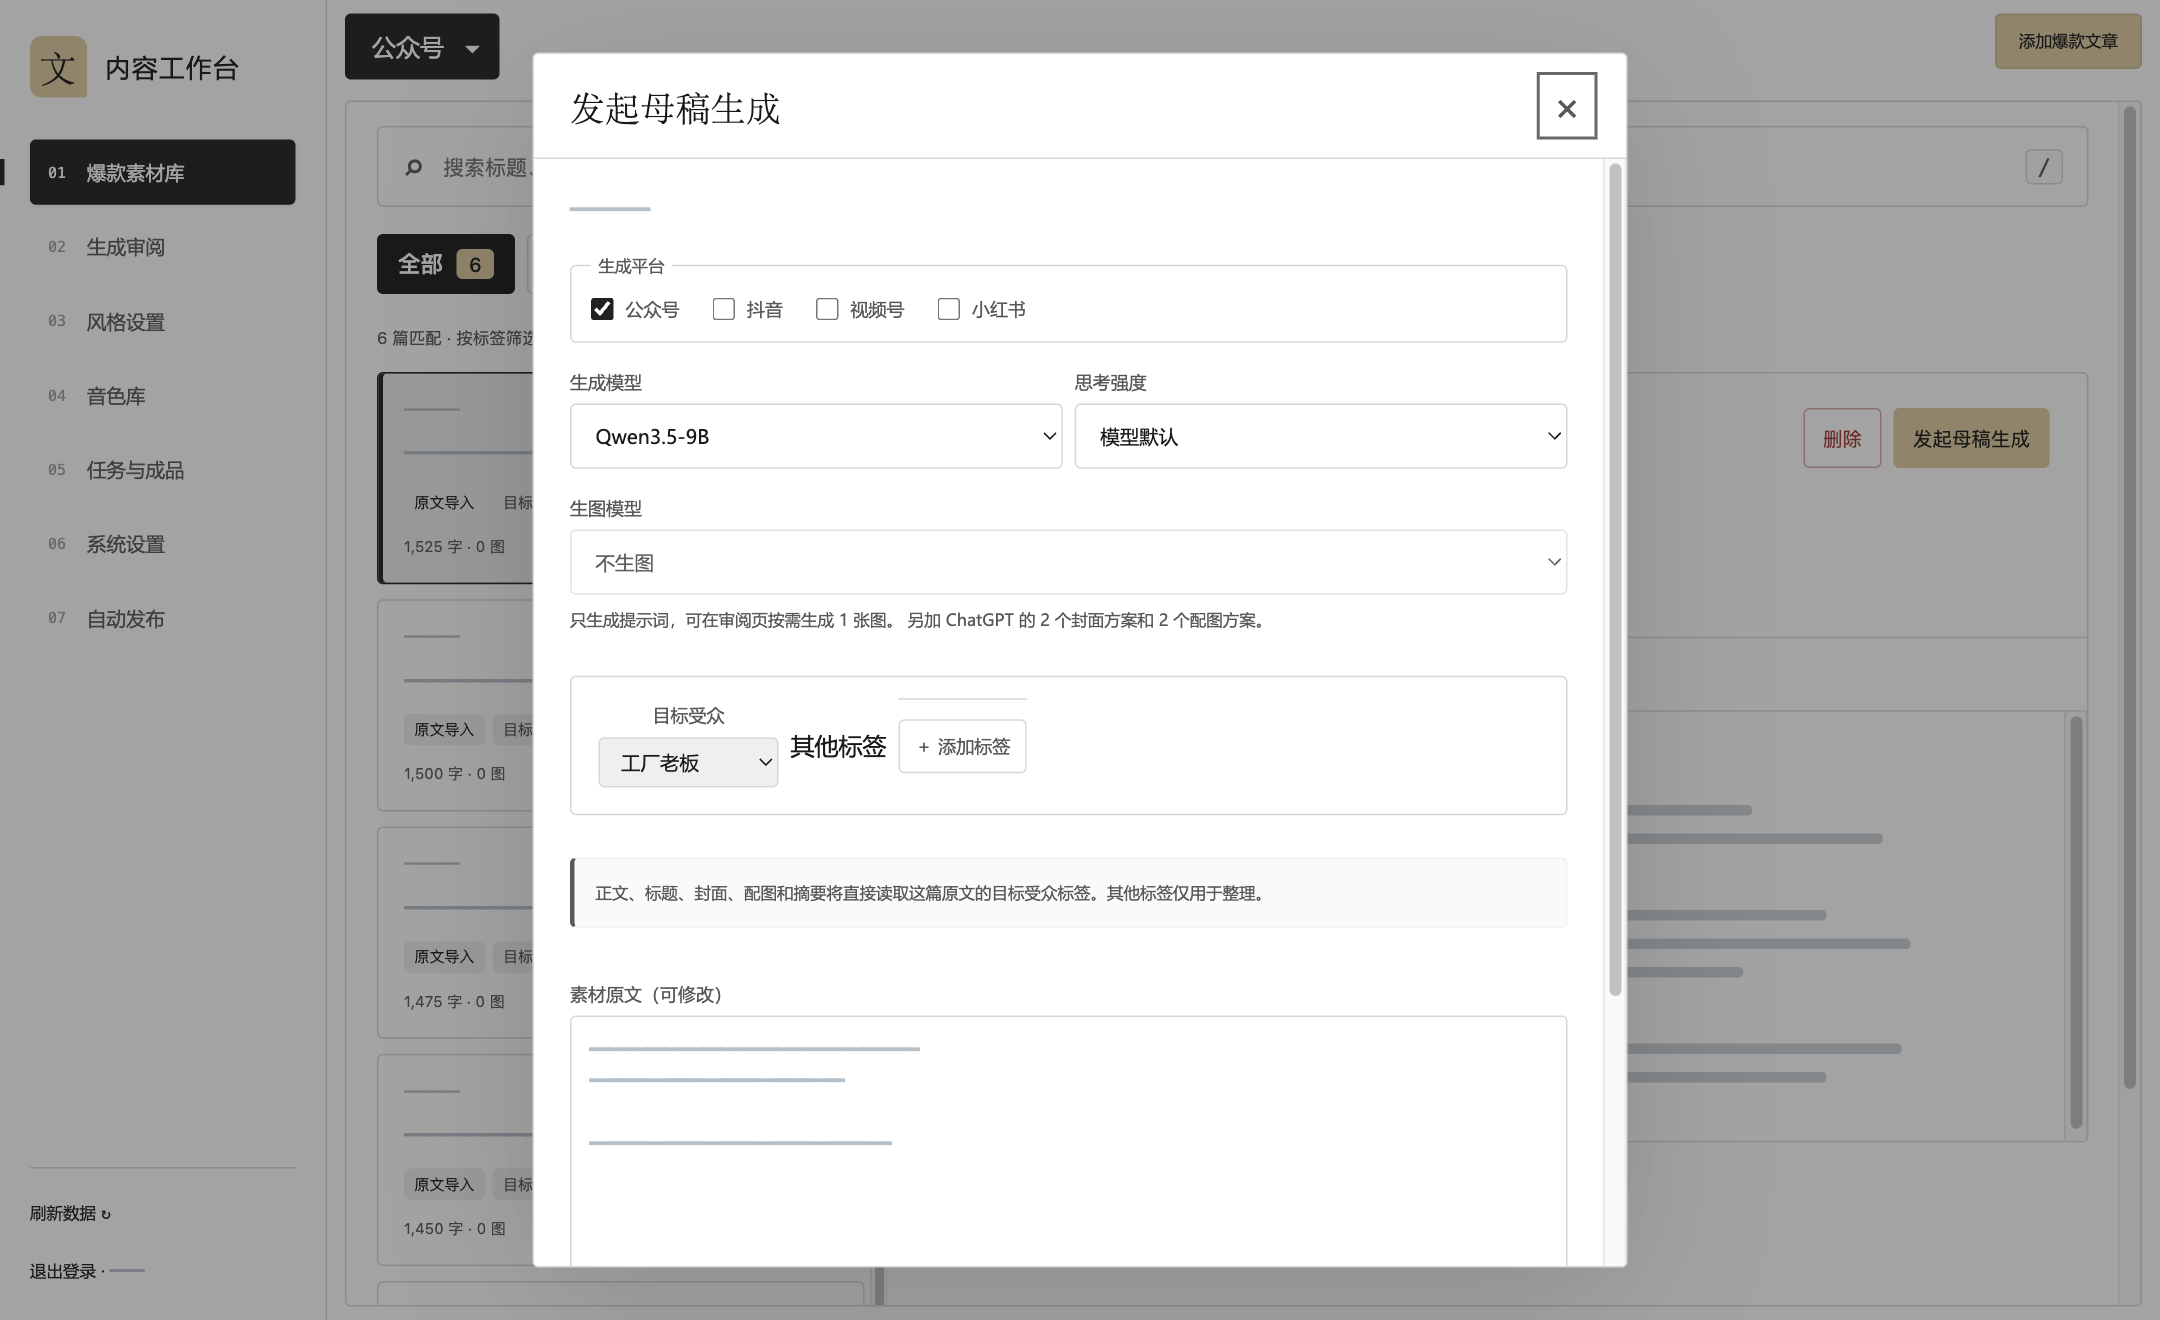 文 内容工作台
01 爆款素材库
02 生成审阅
03 风格设置
04 音色库
05 任务与成品
06 系统设置
07 自动发布
刷新数据 ↻
退出登录 ·
公众号
添加爆款文章
搜索标题、
/
全部 6
6 篇匹配 · 按标签筛选
原文导入 目标
1,525 字 · 0 图
原文导入 目标
1,500 字 · 0 图
原文导入 目标
1,475 字 · 0 图
原文导入 目标
1,450 字 · 0 图
删除 发起母稿生成
发起母稿生成
×
生成平台
公众号 抖音 视频号 小红书
生成模型 思考强度
Qwen3.5-9B 模型默认
生图模型
不生图
只生成提示词，可在审阅页按需生成 1 张图。 另加 ChatGPT 的 2 个封面方案和 2 个配图方案。
目标受众
工厂老板
其他标签
+ 添加标签
正文、标题、封面、配图和摘要将直接读取这篇原文的目标受众标签。其他标签仅用于整理。
素材原文（可修改）